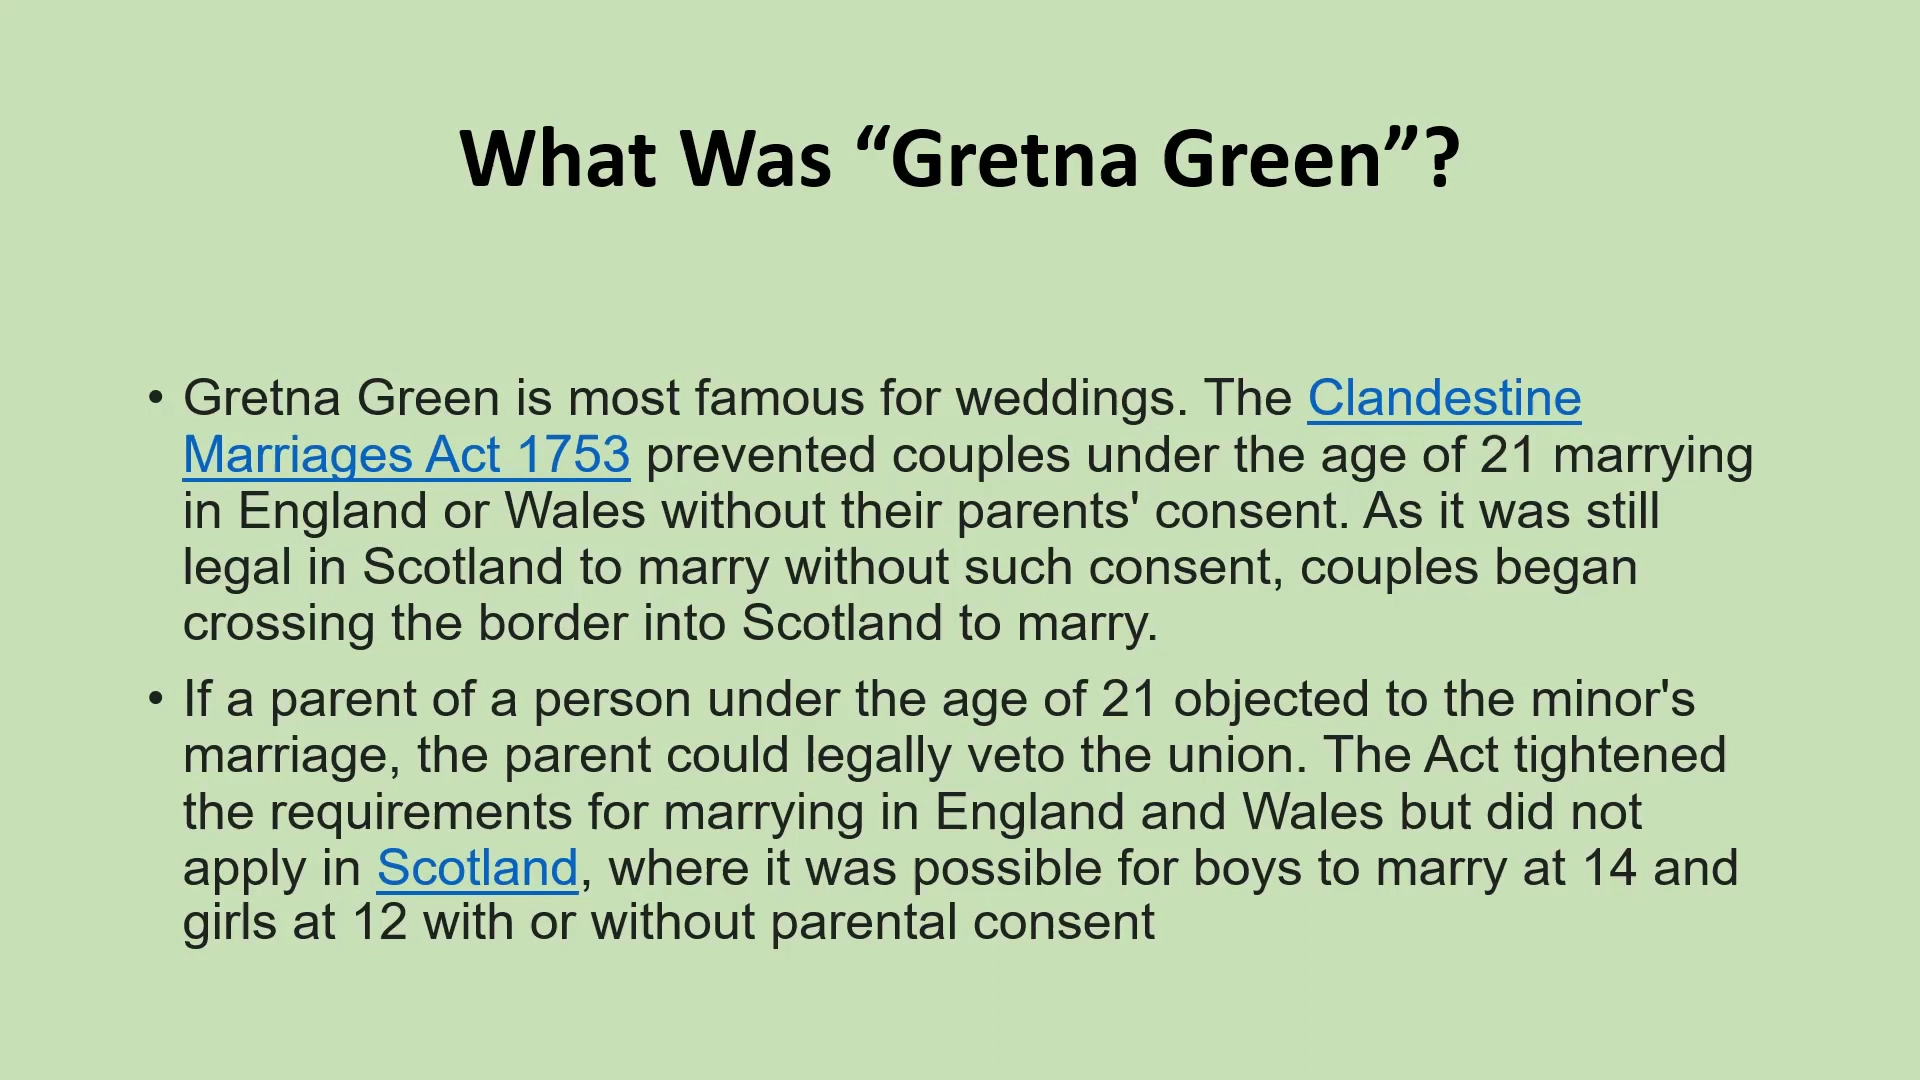 What Was “Gretna Green”?
• Gretna Green is most famous for weddings. The Clandestine
Marriages Act 1753 prevented couples under the age of 21 marrying
in England or Wales without their parents' consent. As it was still
legal in Scotland to marry without such consent, couples began
crossing the border into Scotland to marry.
• If a parent of a person under the age of 21 objected to the minor's
marriage, the parent could legally veto the union. The Act tightened
the requirements for marrying in England and Wales but did not
apply in Scotland, where it was possible for boys to marry at 14 and
girls at 12 with or without parental consent